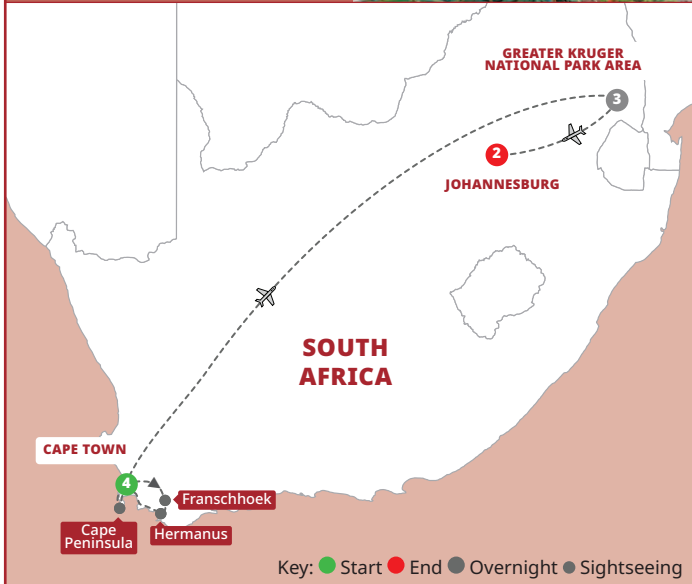 GREATER KRUGER
NATIONAL PARK AREA
3
2
JOHANNESBURG
SOUTH
AFRICA
CAPE TOWN
4
Franschhoek
Cape
Peninsula
Hermanus
Key: Start End Overnight Sightseeing